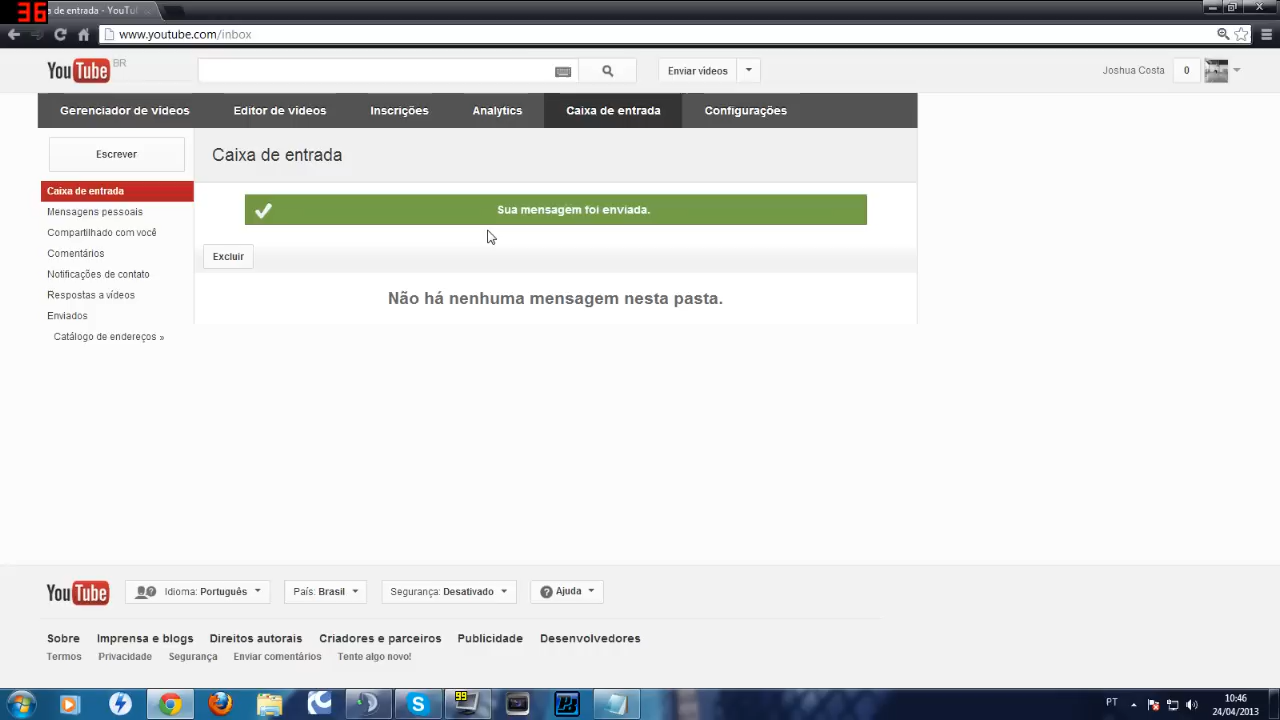 36
a de entrada - YouTu
www.youtube.com/inbox
YouTube BR
Enviar vídeos
Joshua Costa 0
Gerenciador de vídeos Editor de vídeos Inscrições Analytics Caixa de entrada Configurações
Escrever
Caixa de entrada
Caixa de entrada
Mensagens pessoais
Compartilhado com você
Comentários
Notificações de contato
Respostas a vídeos
Enviados
Catálogo de endereços »
Sua mensagem foi enviada.
Excluir
Não há nenhuma mensagem nesta pasta.
YouTube Idioma: Português País: Brasil Segurança: Desativado Ajuda
Sobre Imprensa e blogs Direitos autorais Criadores e parceiros Publicidade Desenvolvedores
Termos Privacidade Segurança Enviar comentários Tente algo novo!
99
PT
10:46
24/04/2013